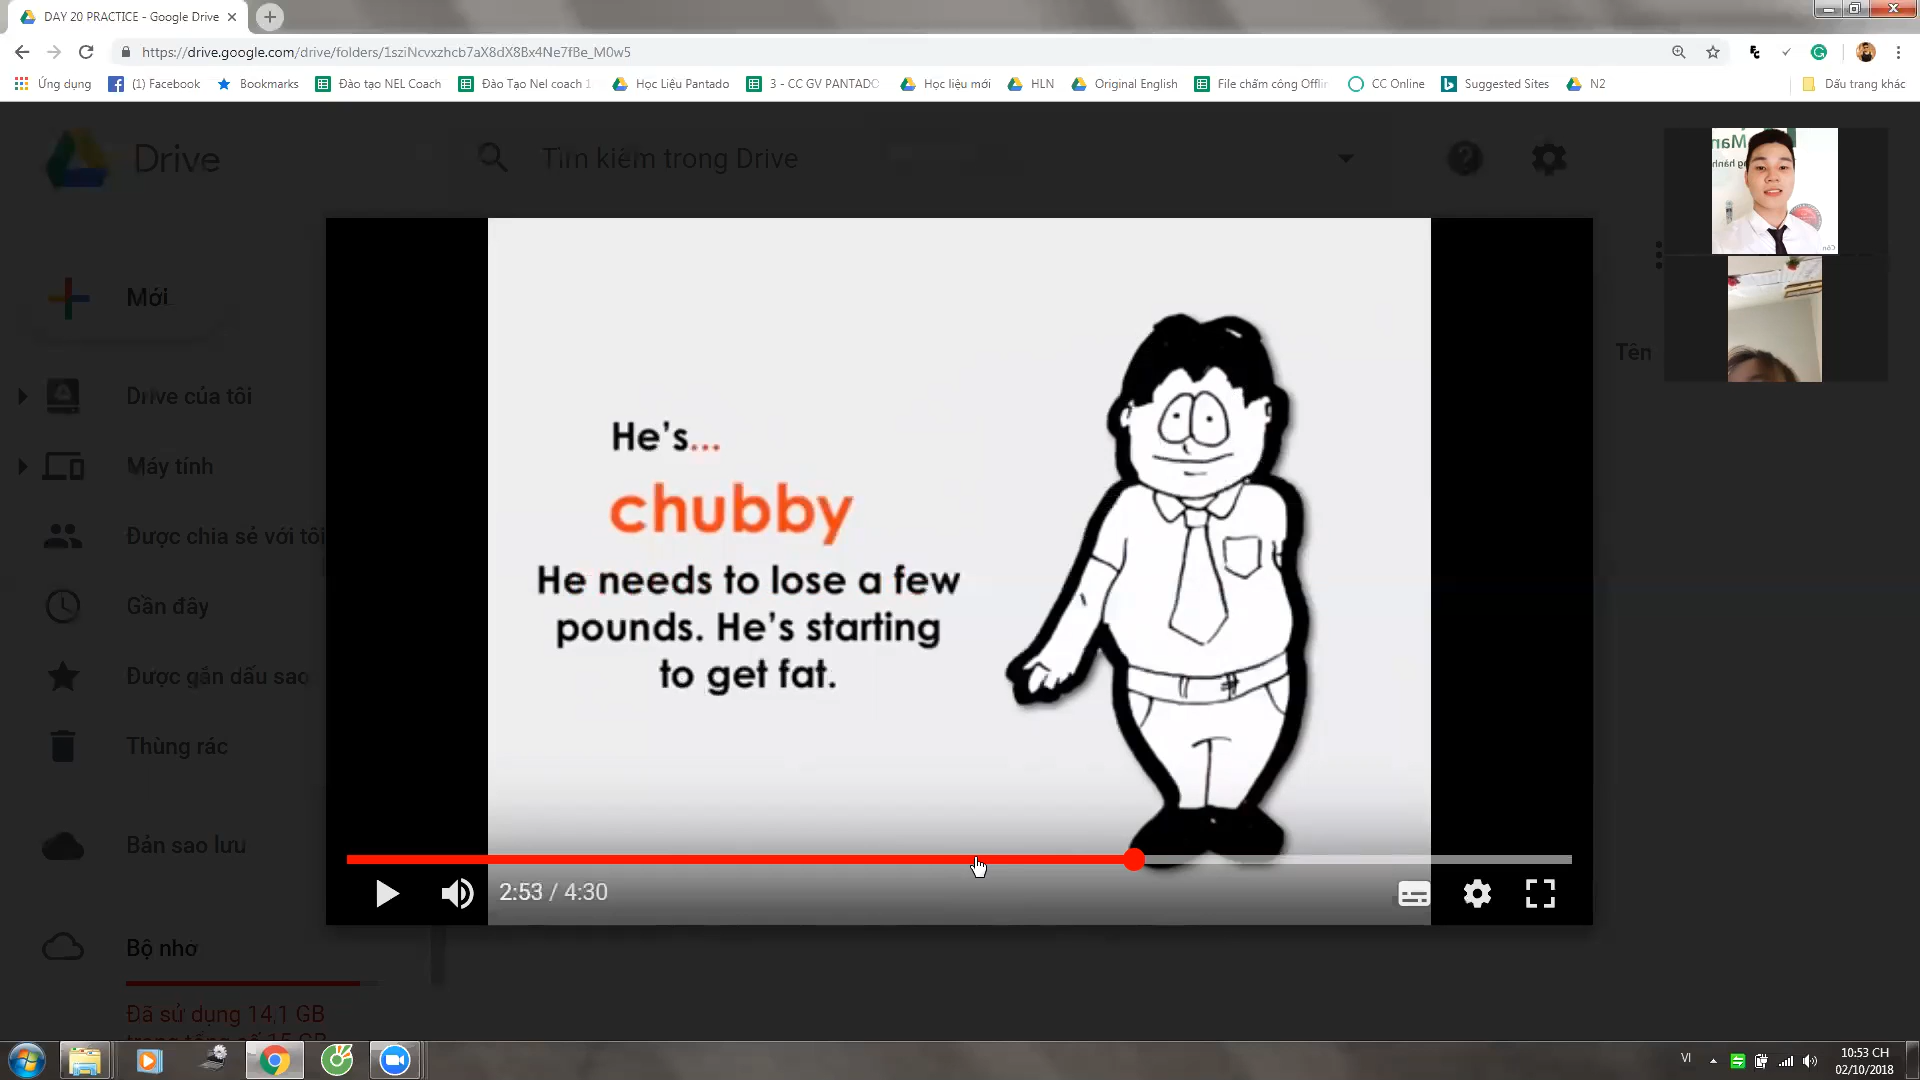 DAY 20 PRACTICE - Google Drive
https://drive.google.com/drive/folders/1sziNcvxzhcb7aX8dX8Bx4Ne7fBe_M0w5
Ứng dụng
(1) Facebook
Bookmarks
Đào tạo NEL Coach
Đào Tạo Nel coach 1
Học Liệu Pantado
3 - CC GV PANTADO
Học liệu mới
HLN
Original English
File chấm công Offlin
CC Online
Suggested Sites
N2
Dấu trang khác
Drive
Tìm kiếm trong Drive
Mới
Drive của tôi
Máy tính
Được chia sẻ với tôi
Gần đây
Được gắn dấu sao
Thùng rác
Bản sao lưu
Bộ nhớ
Đã sử dụng 14,1 GB
Tên
He's...
chubby
He needs to lose a few
pounds. He's starting
to get fat.
2:53 / 4:30
VI
10:53 CH
02/10/2018